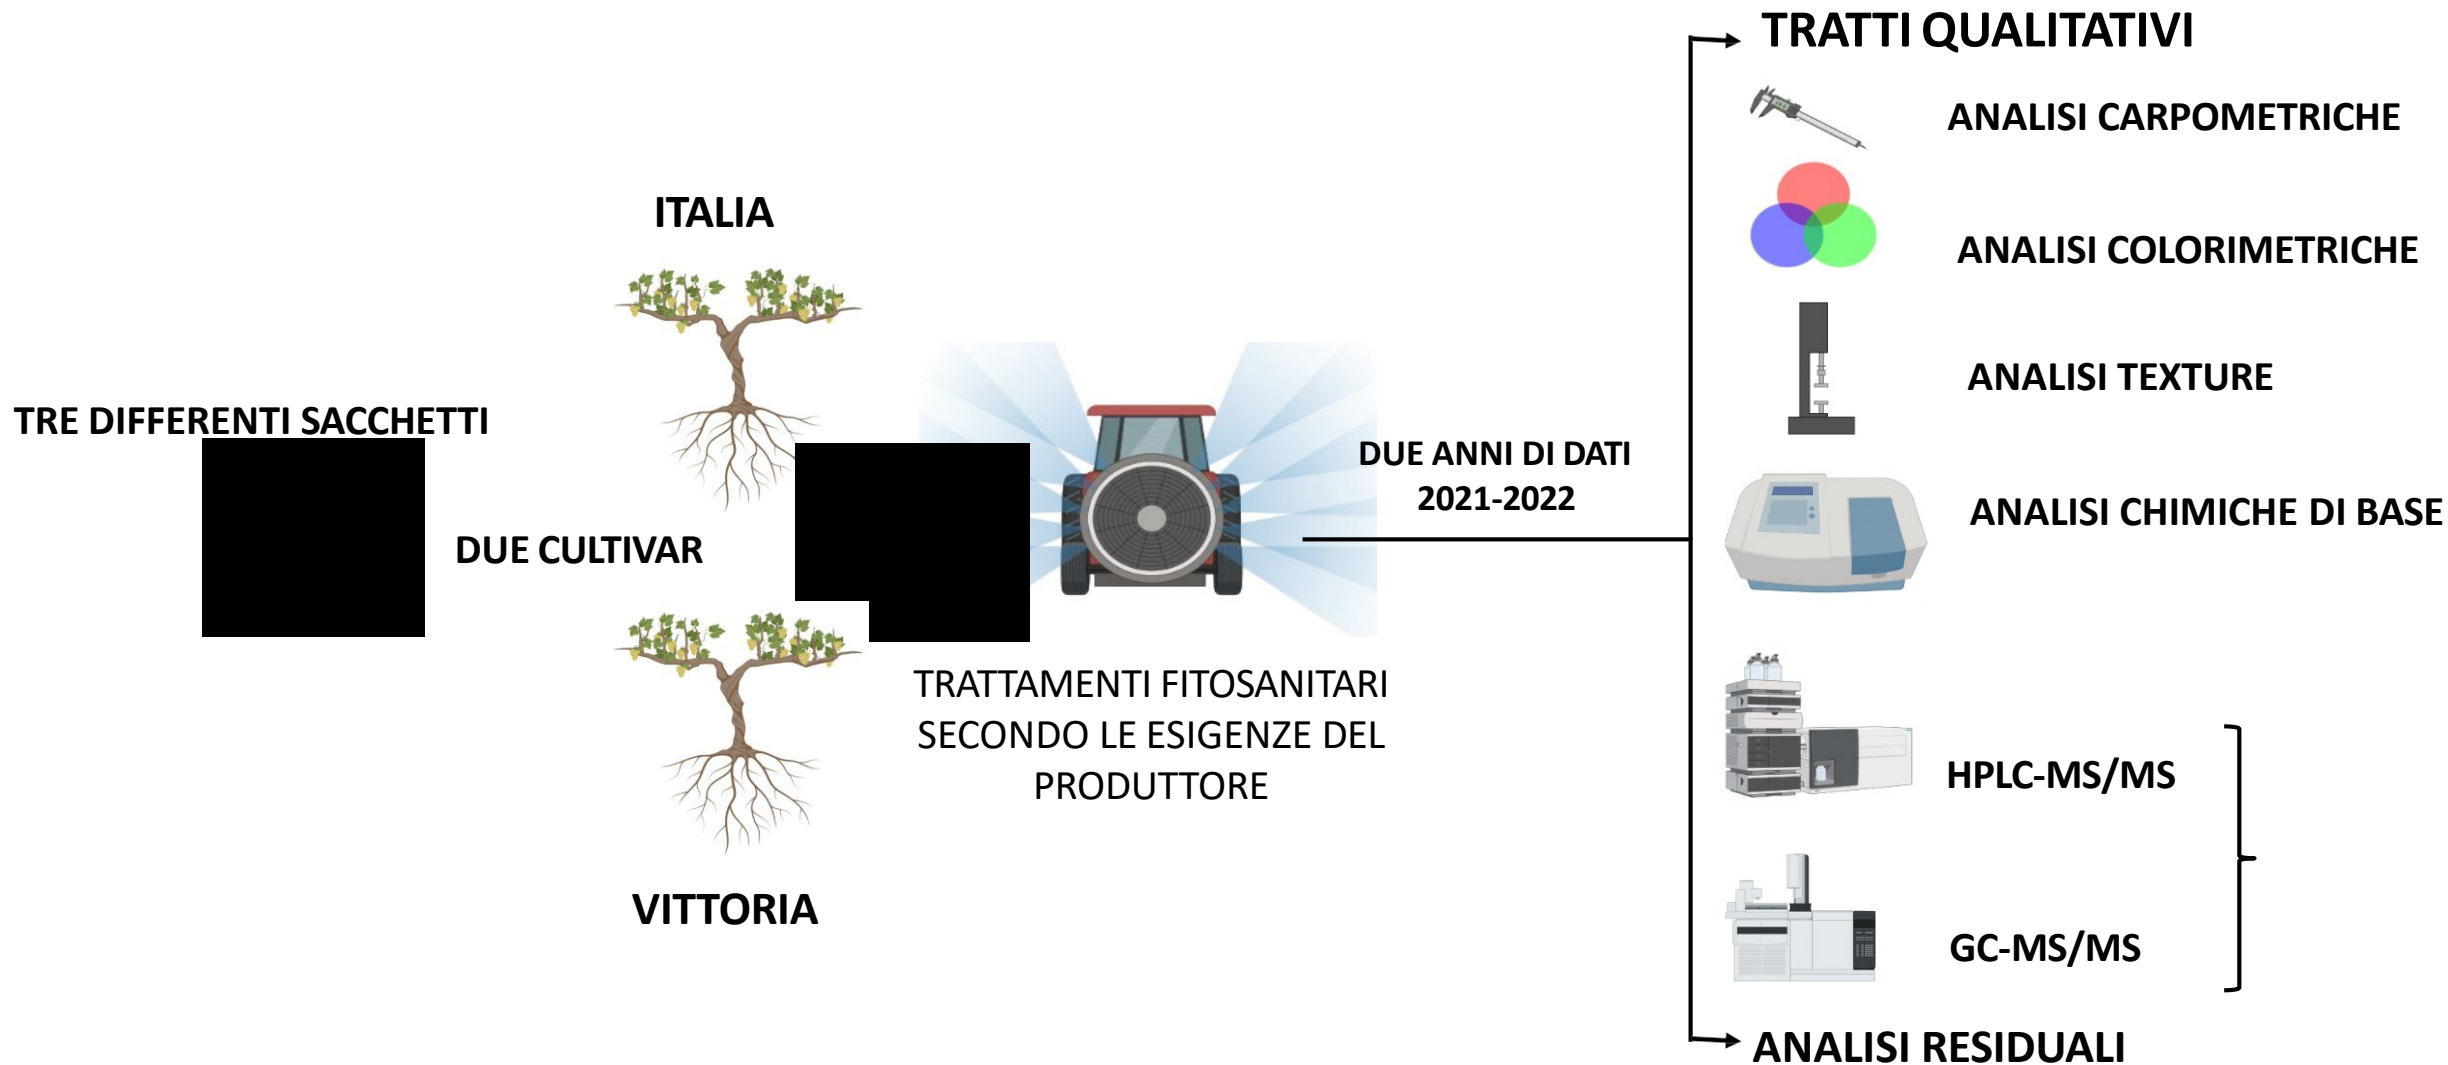 TRE DIFFERENTI SACCHETTI
ITALIA
DUE CULTIVAR
VITTORIA
TRATTAMENTI FITOSANITARI
SECONDO LE ESIGENZE DEL
PRODUTTORE
DUE ANNI DI DATI
2021-2022
TRATTI QUALITATIVI
ANALISI CARPOMETRICHE
ANALISI COLORIMETRICHE
ANALISI TEXTURE
ANALISI CHIMICHE DI BASE
HPLC-MS/MS
GC-MS/MS
ANALISI RESIDUALI